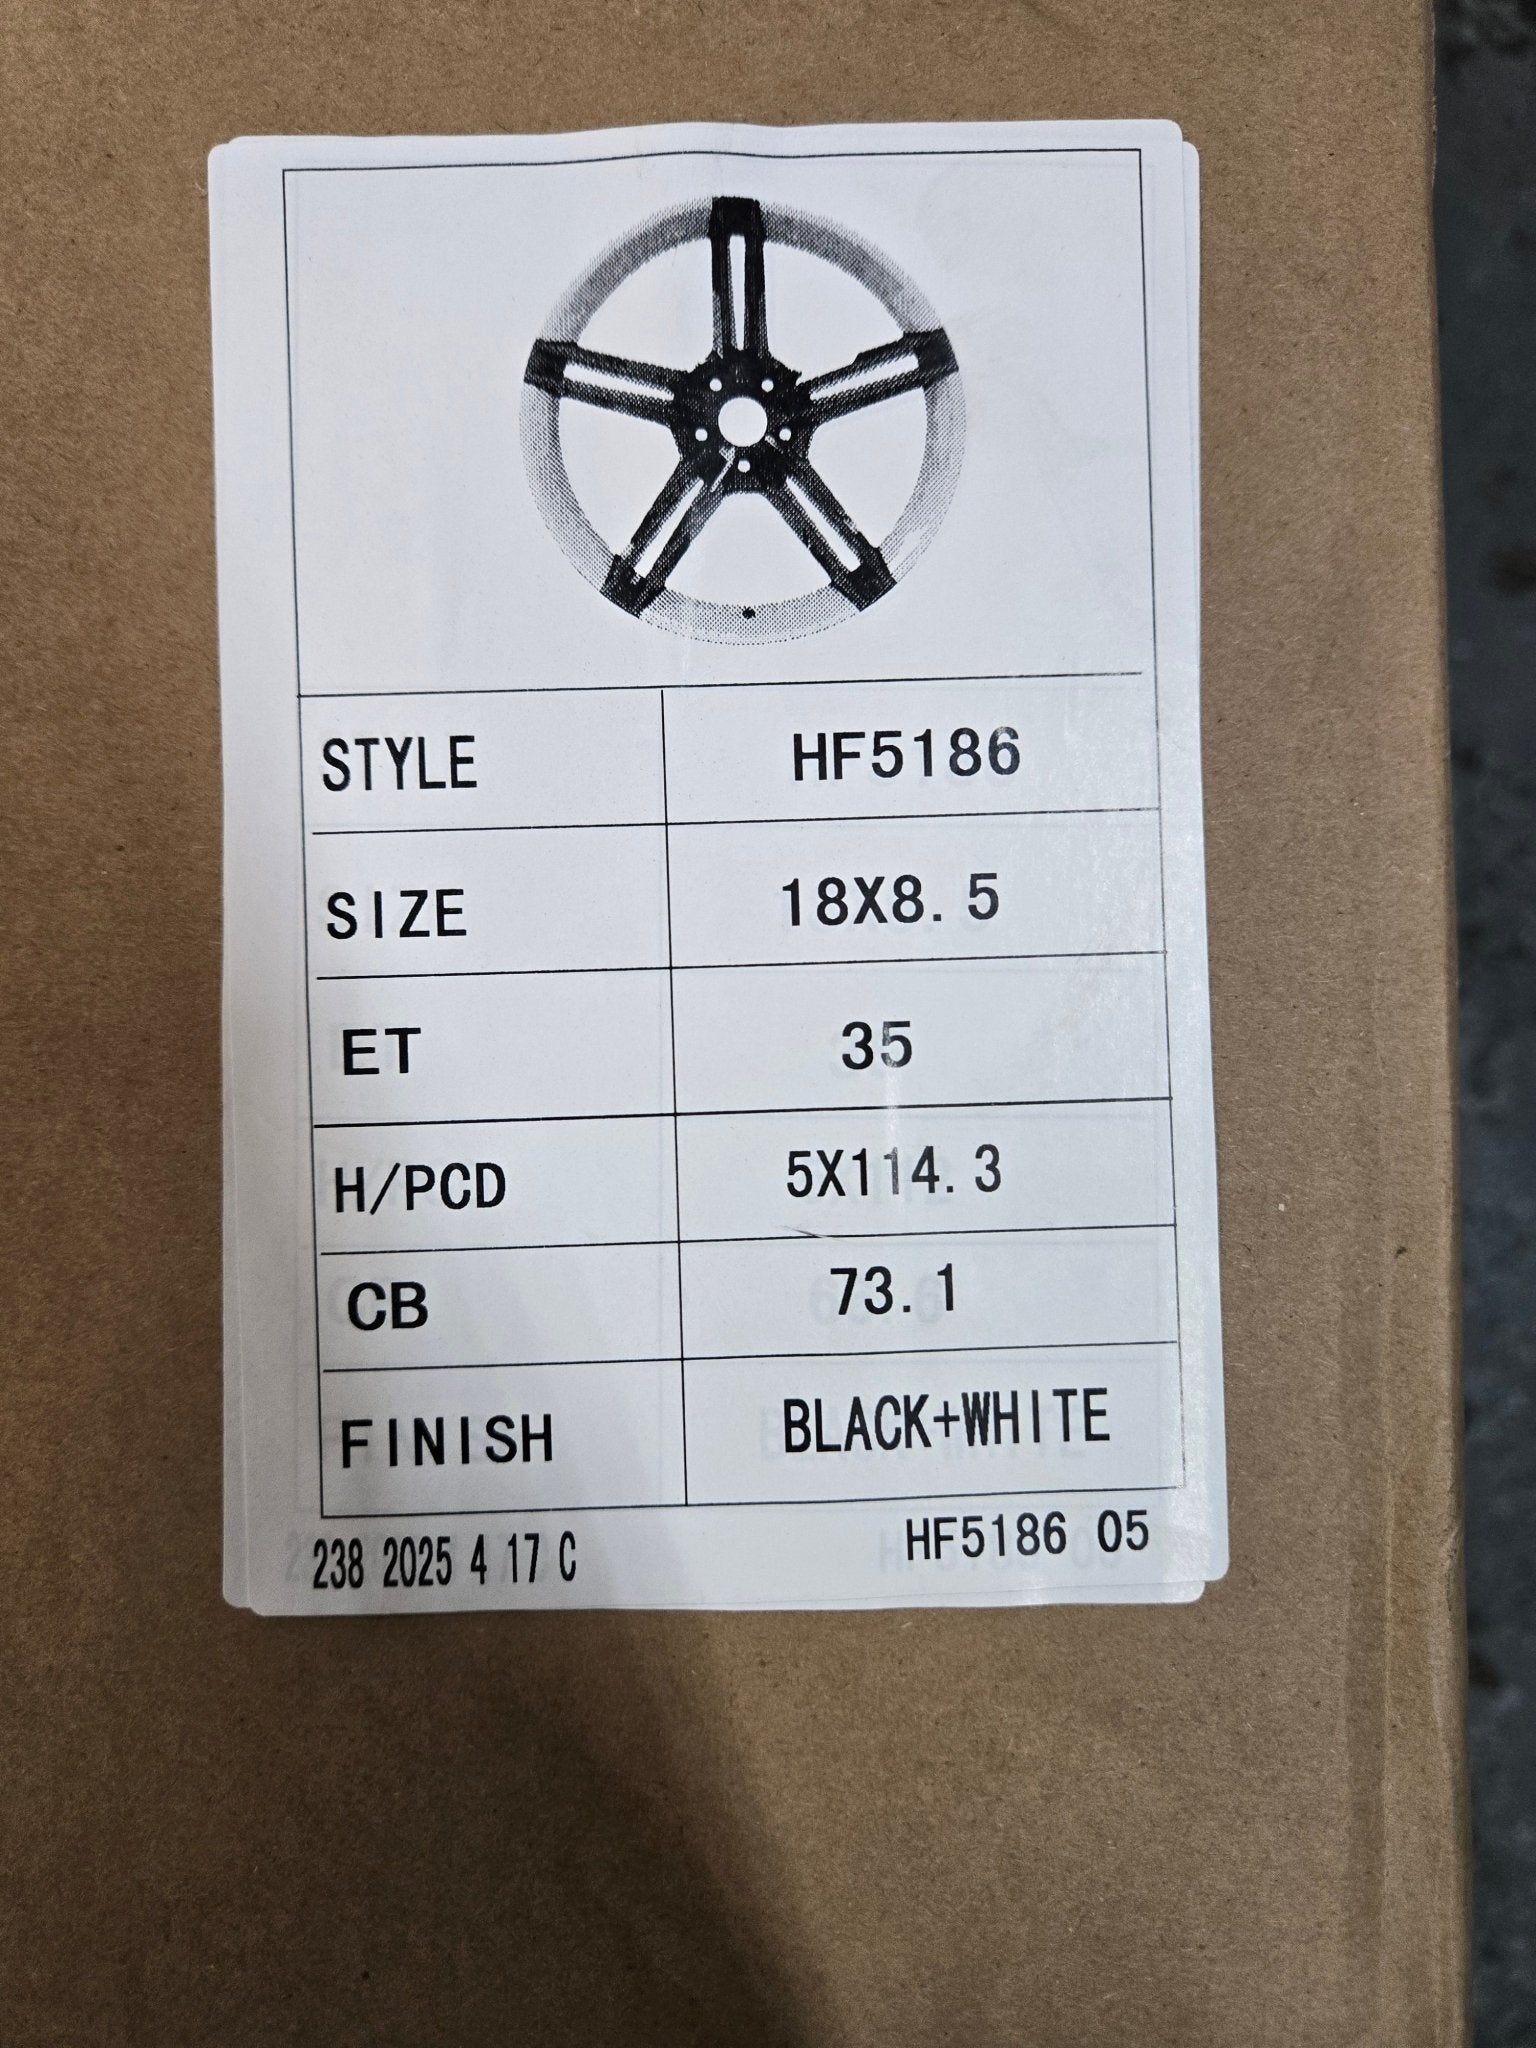 STYLE HF5186
SIZE 18X8.5
ET 35
H/PCD 5X114.3
CB 73.1
FINISH BLACK+WHITE
238 2025 4 17 C HF5186 05